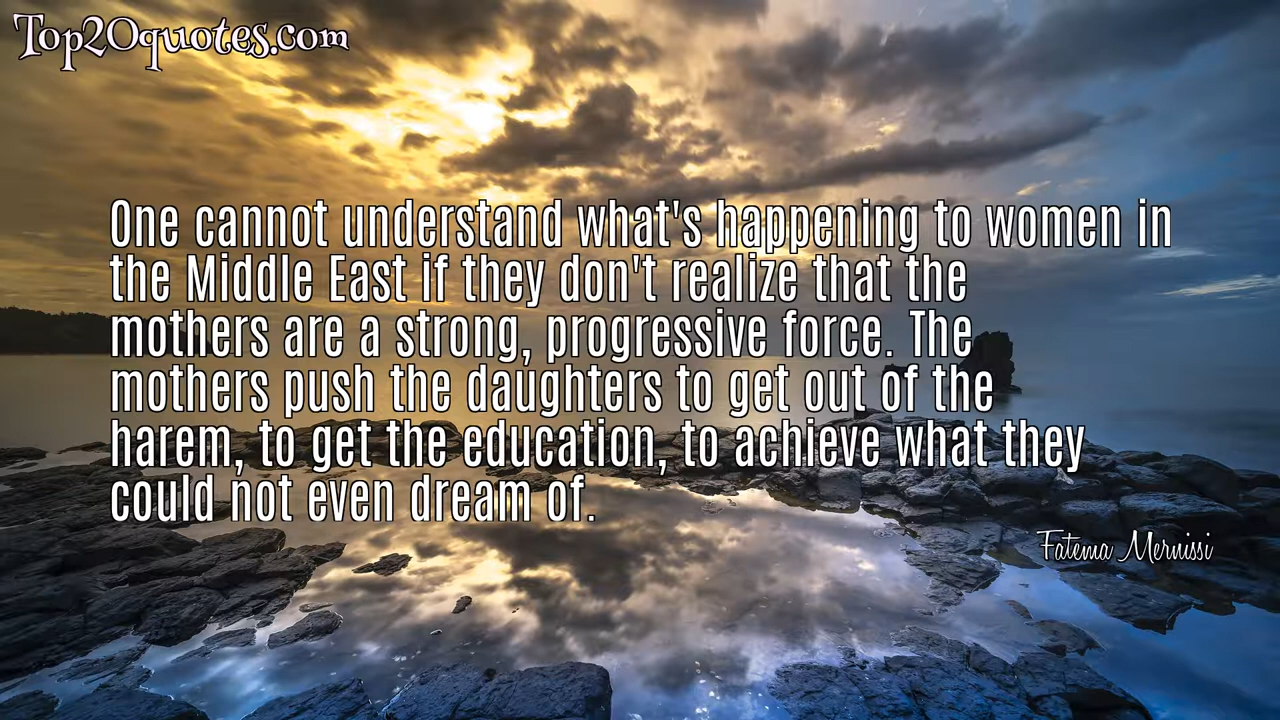 Top20quotes.com
One cannot understand what's happening to women in
the Middle East if they don't realize that the
mothers are a strong, progressive force. The
mothers push the daughters to get out of the
harem, to get the education, to achieve what they
could not even dream of.
Fatema Mernissi